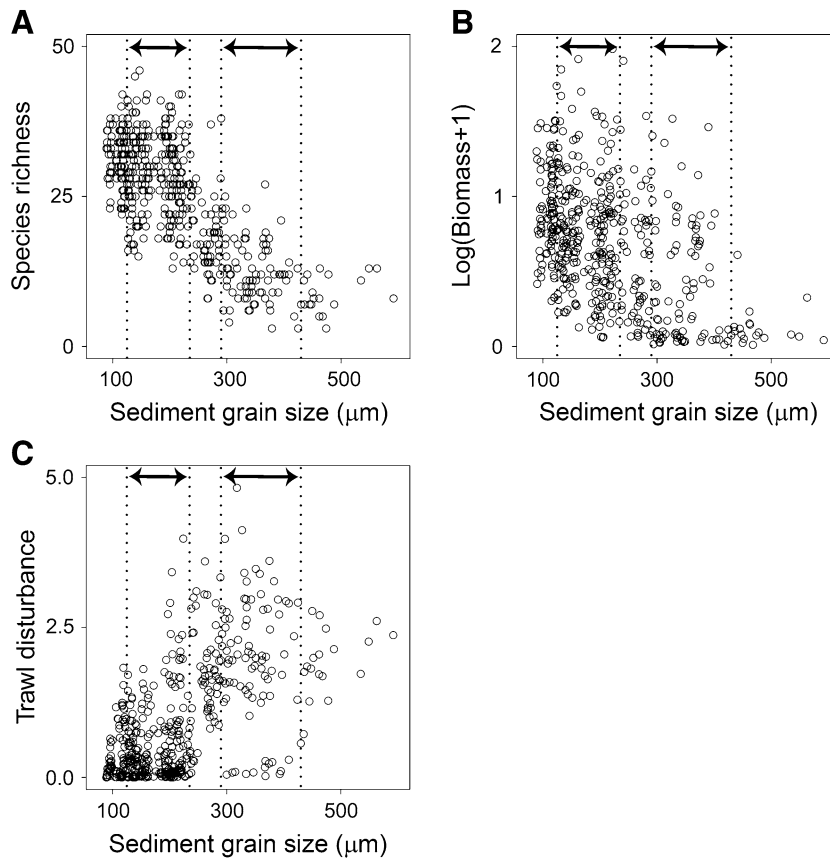 A
B
50
25
0
Species richness
100 300 500
Sediment grain size (μm)
2
1
0
Log(Biomass+1)
100 300 500
Sediment grain size (μm)
C
5.0
2.5
0.0
Trawl disturbance
100 300 500
Sediment grain size (μm)